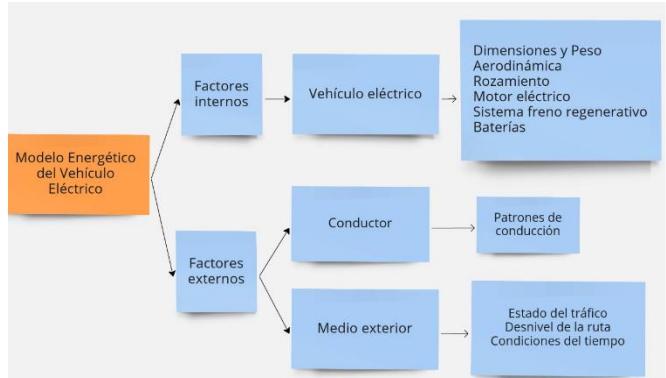 Modelo Energético
del Vehículo
Eléctrico
Factores
internos
Vehículo eléctrico
Dimensiones y Peso
Aerodinámica
Rozamiento
Motor eléctrico
Sistema freno regenerativo
Baterías
Factores
externos
Conductor
Patrones de
conducción
Medio exterior
Estado del tráfico
Desnivel de la ruta
Condiciones del tiempo